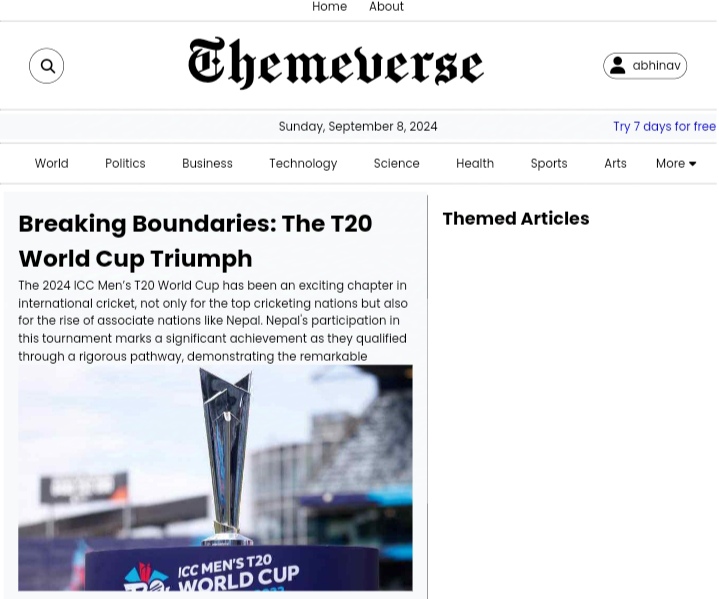 Home About
Themeverse
abhinav
Sunday, September 8, 2024
Try 7 days for free
World Politics Business Technology Science Health Sports Arts More
Breaking Boundaries: The T20
World Cup Triumph
The 2024 ICC Men's T20 World Cup has been an exciting chapter in
international cricket, not only for the top cricketing nations but also
for the rise of associate nations like Nepal. Nepal's participation in
this tournament marks a significant achievement as they qualified
through a rigorous pathway, demonstrating the remarkable
ICC MEN'S T20
WORLD CUP
Themed Articles